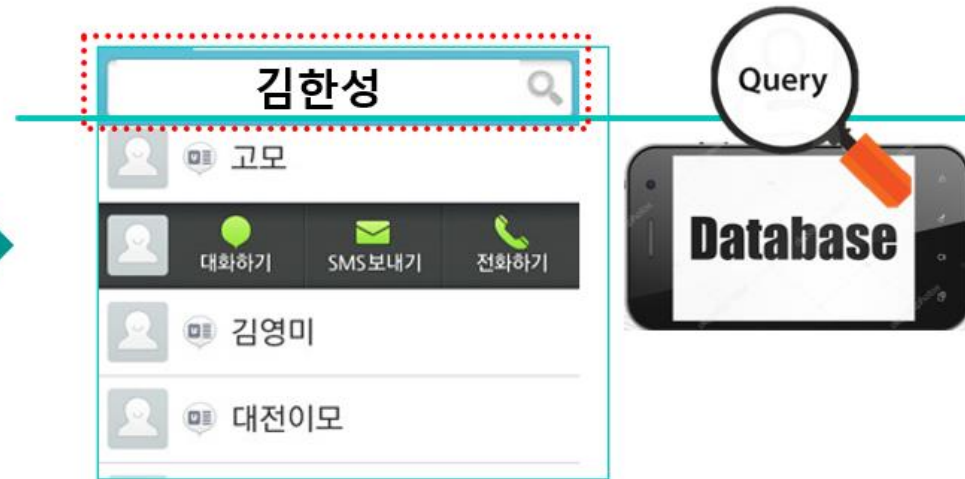 김한성
고모
대화하기 SMS보내기 전화하기
김영미
대전이모
Query
Database